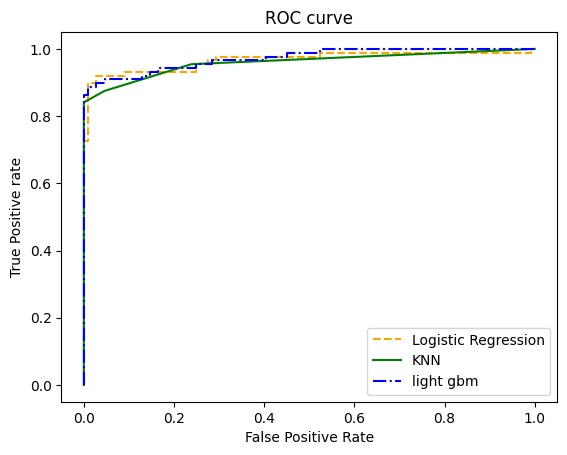 ROC curve
1.0
0.8
0.6
0.4
0.2
0.0
True Positive rate
0.0 0.2 0.4 0.6 0.8 1.0
False Positive Rate
Logistic Regression
KNN
light gbm